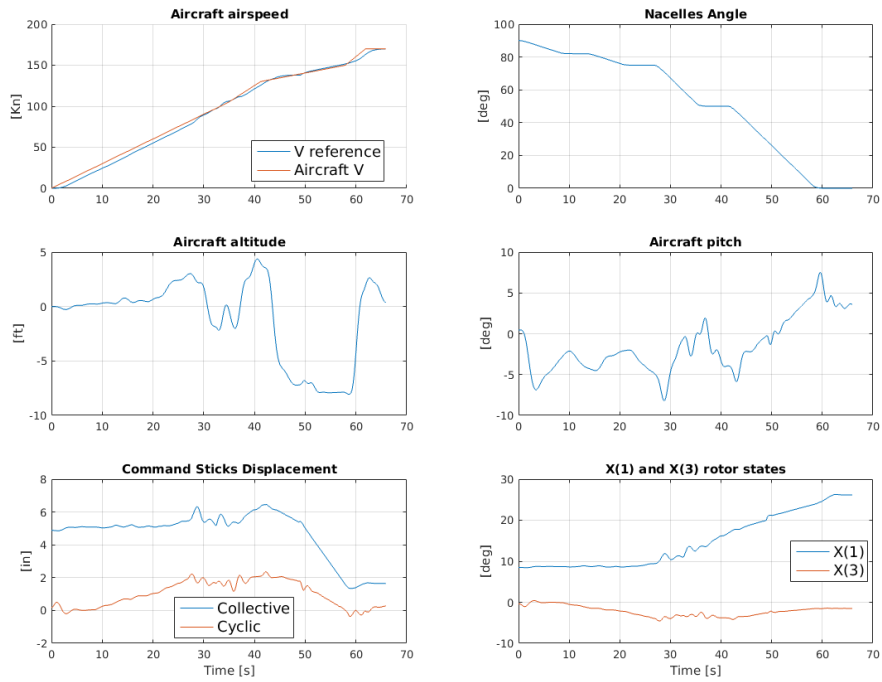 Aircraft airspeed
200
150
100
50
0
[Kn]
0 10 20 30 40 50 60 70
V reference
Aircraft V
Nacelles Angle
100
80
60
40
20
0
[deg]
0 10 20 30 40 50 60 70
Aircraft altitude
5
0
-5
-10
[ft]
0 10 20 30 40 50 60 70
Aircraft pitch
10
5
0
-5
-10
[deg]
0 10 20 30 40 50 60 70
Command Sticks Displacement
8
6
4
2
0
-2
[in]
0 10 20 30 40 50 60 70
Time [s]
Collective
Cyclic
X(1) and X(3) rotor states
30
20
10
0
-10
[deg]
0 10 20 30 40 50 60 70
Time [s]
X(1)
X(3)